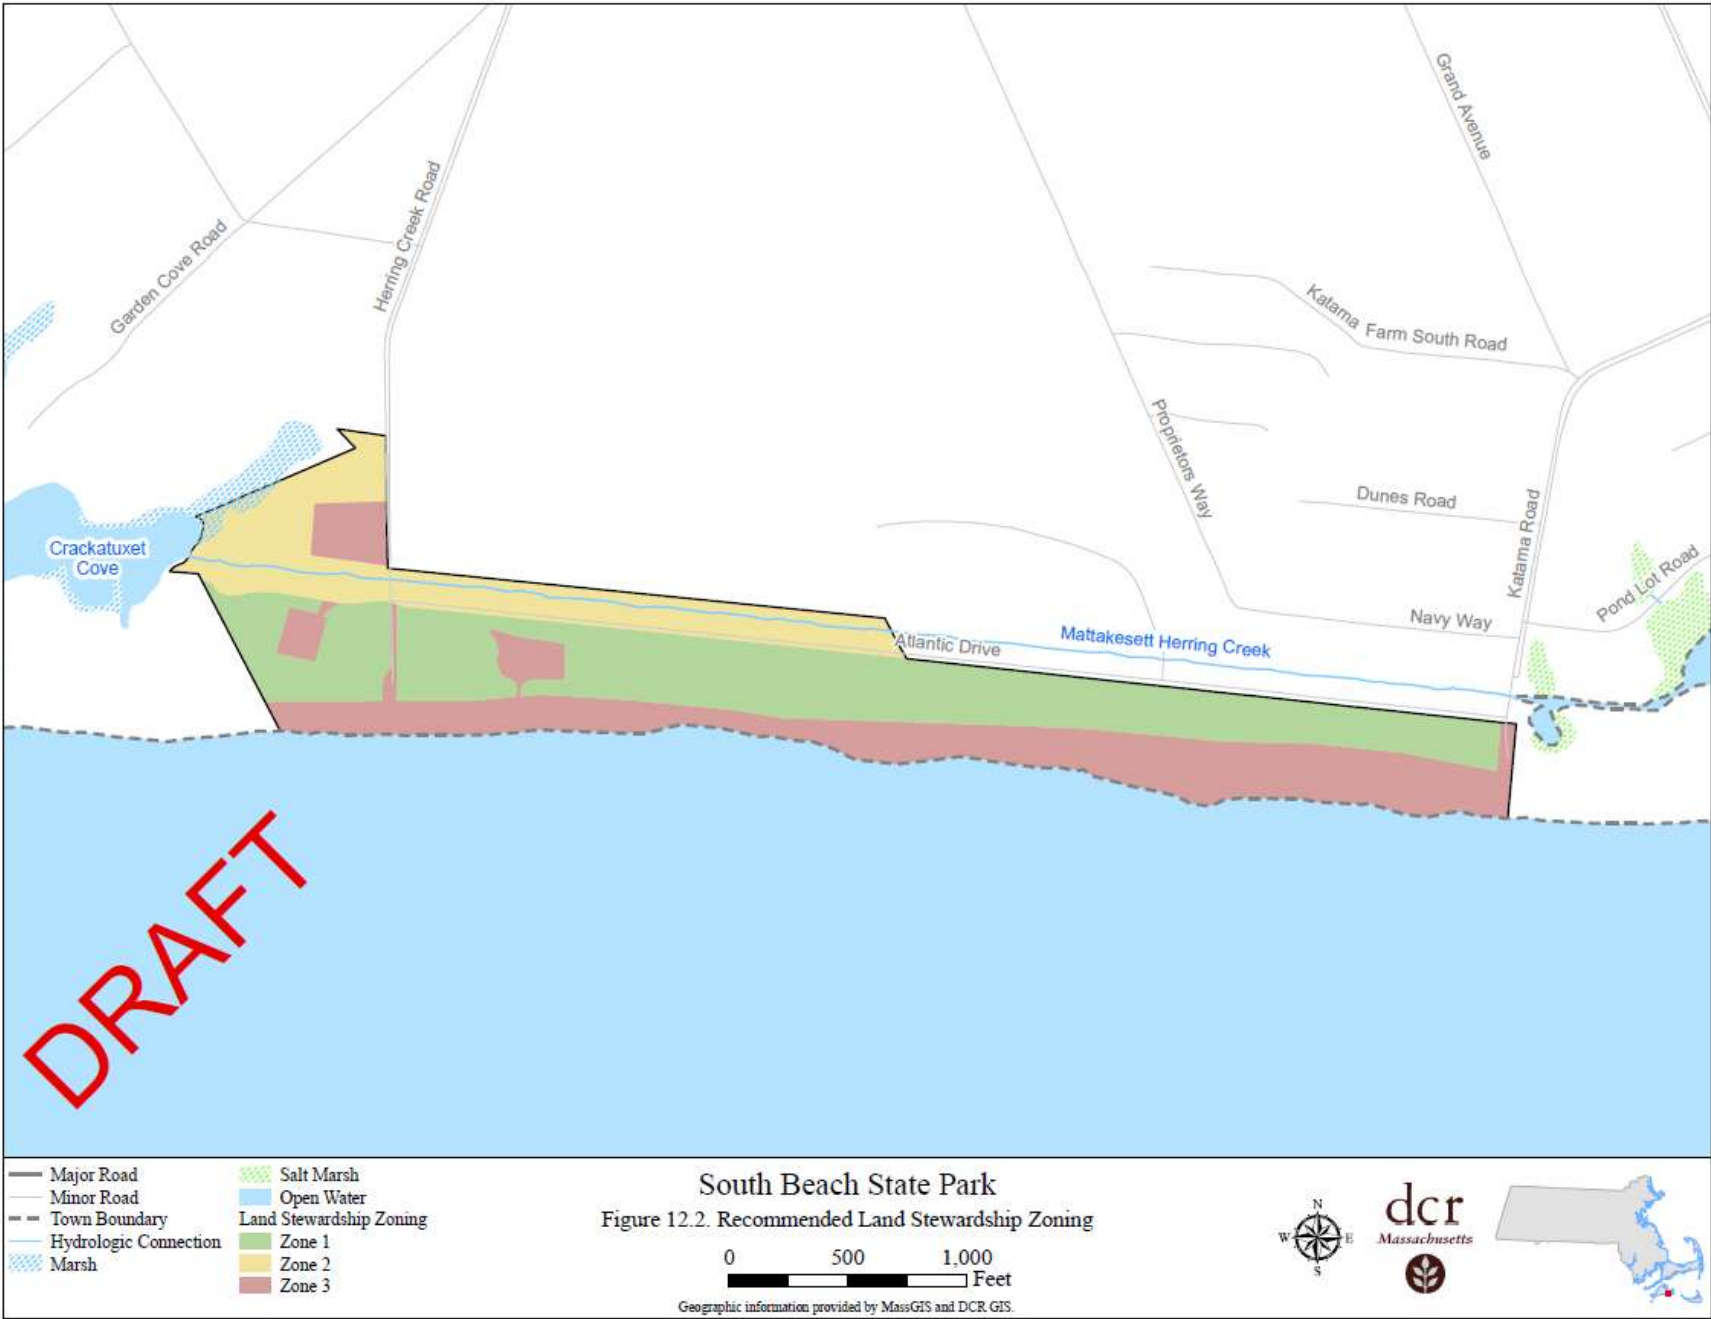 Grand Avenue
Herring Creek Road
Garden Cove Road
Katama
Farm South Road
Proprietors Way
Dunes Road
Katama Road
Crackatuxet
Cove
Pond Lot Road
Navy Way
Atlantic Drive
Mattakesett Herring Creek
DRAFT
Major Road
Minor Road
Town Boundary
Hydrologic Connection
Marsh
Salt Marsh
Open Water
Land Stewardship Zoning
Zone 1
Zone 2
Zone 3
South Beach State Park
Figure 12.2. Recommended Land Stewardship Zoning
0 500 1,000
Feet
Geographic information provided by MassGIS and DCR GIS.
N
W E
S
dcr
Massachusetts